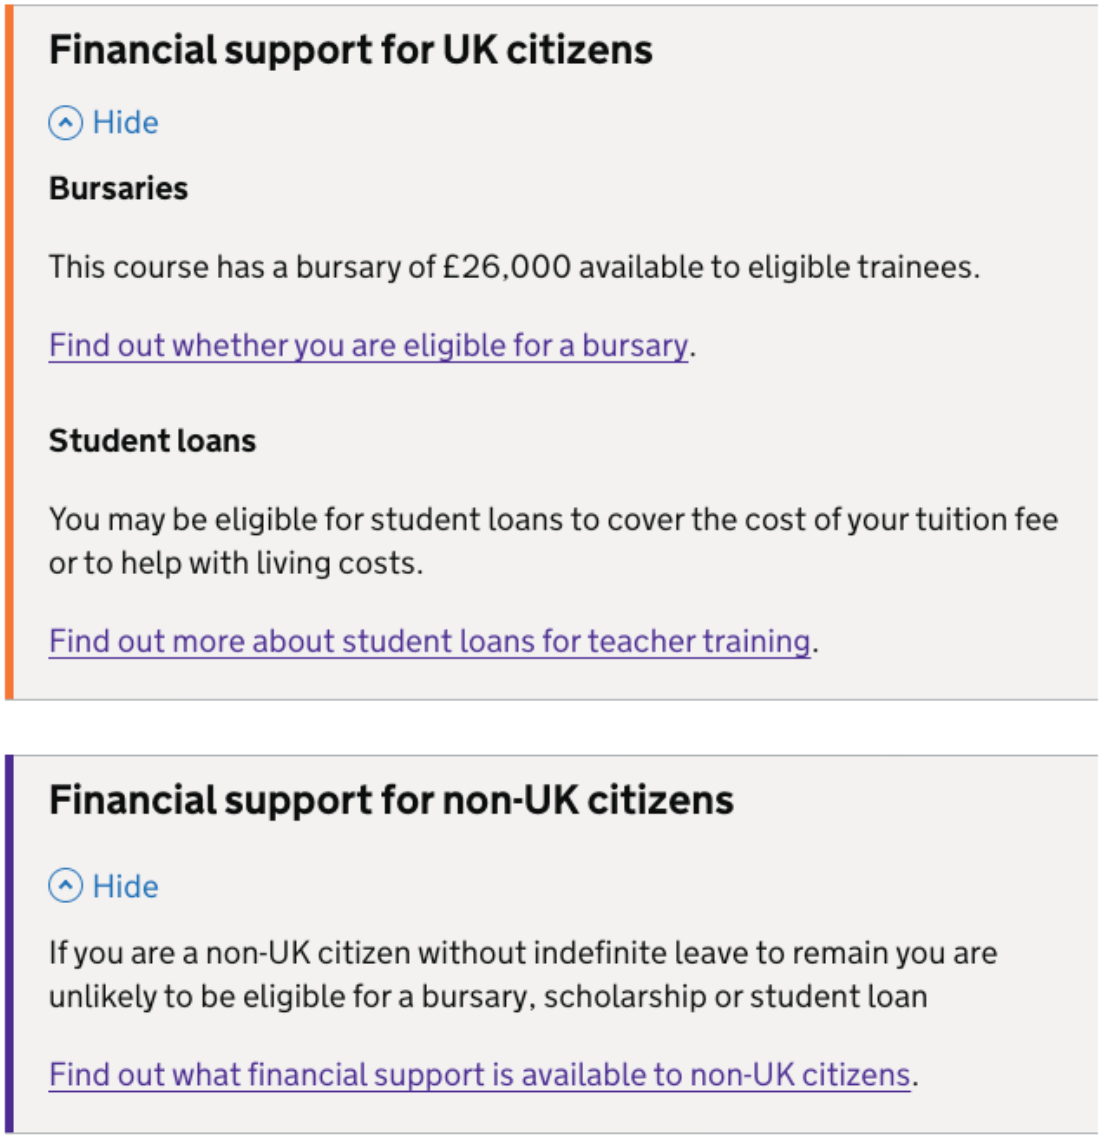 Financial support for UK citizens
Hide
Bursaries
This course has a bursary of £26,000 available to eligible trainees.
Find out whether you are eligible for a bursary.
Student loans
You may be eligible for student loans to cover the cost of your tuition fee
or to help with living costs.
Find out more about student loans for teacher training.
Financial support for non-UK citizens
Hide
If you are a non-UK citizen without indefinite leave to remain you are
unlikely to be eligible for a bursary, scholarship or student loan
Find out what financial support is available to non-UK citizens.